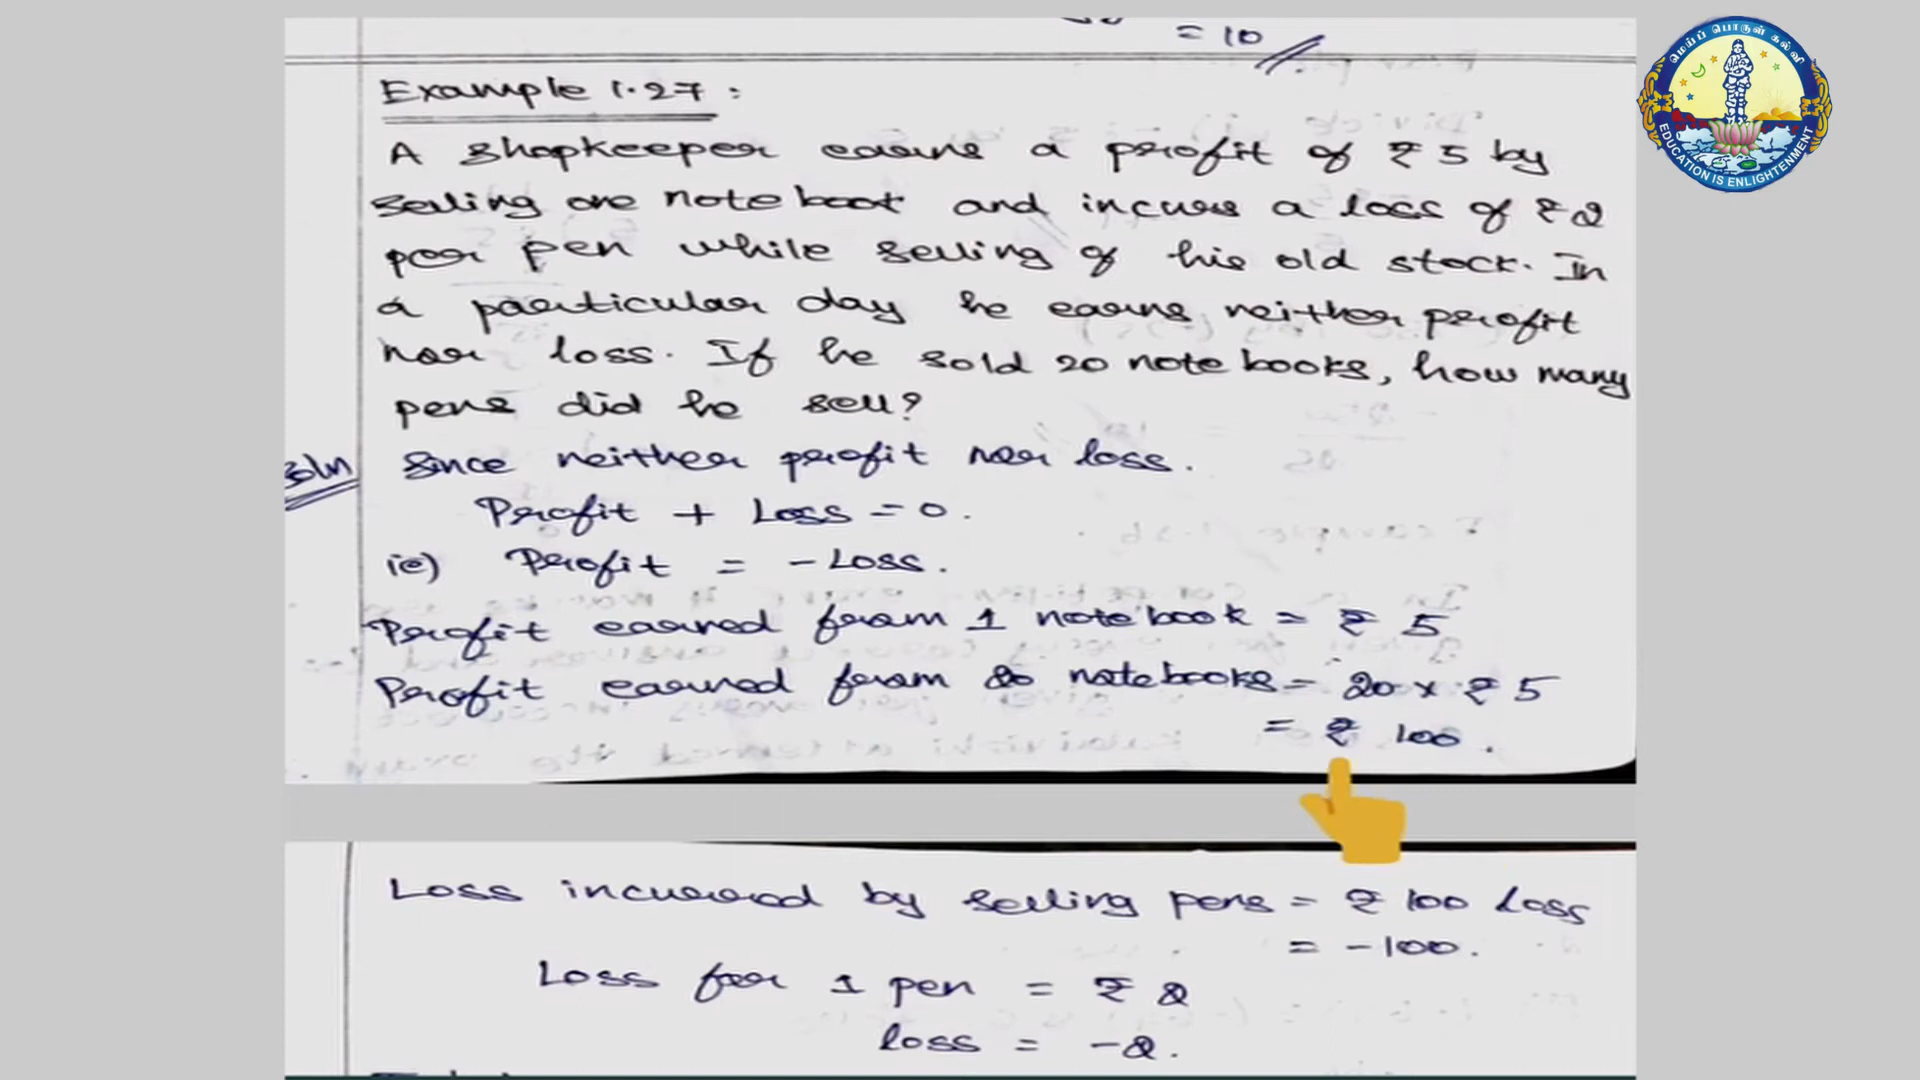 = 10
Example 1.27 :
A shopkeeper earns a profit of ₹ 5 by
selling one note book and incurs a loss of ₹ 2
per pen while selling of his old stock. In
a particular day he earns neither profit
nor loss. If he sold 20 note books, how many
pens did he sell?
Soln
Since neither profit nor loss.
Profit + Loss = 0.
ie) Profit = - Loss.
Profit earned from 1 note book = ₹ 5
Profit earned from 20 notebooks = 20 x ₹ 5
= ₹ 100.
Loss incurred by selling pens = ₹ 100 Loss
= -100.
Loss for 1 pen = ₹ 2
loss = -2.
மெய்ப் பொருள் கல்வி
EDUCATION IS ENLIGHTENMENT